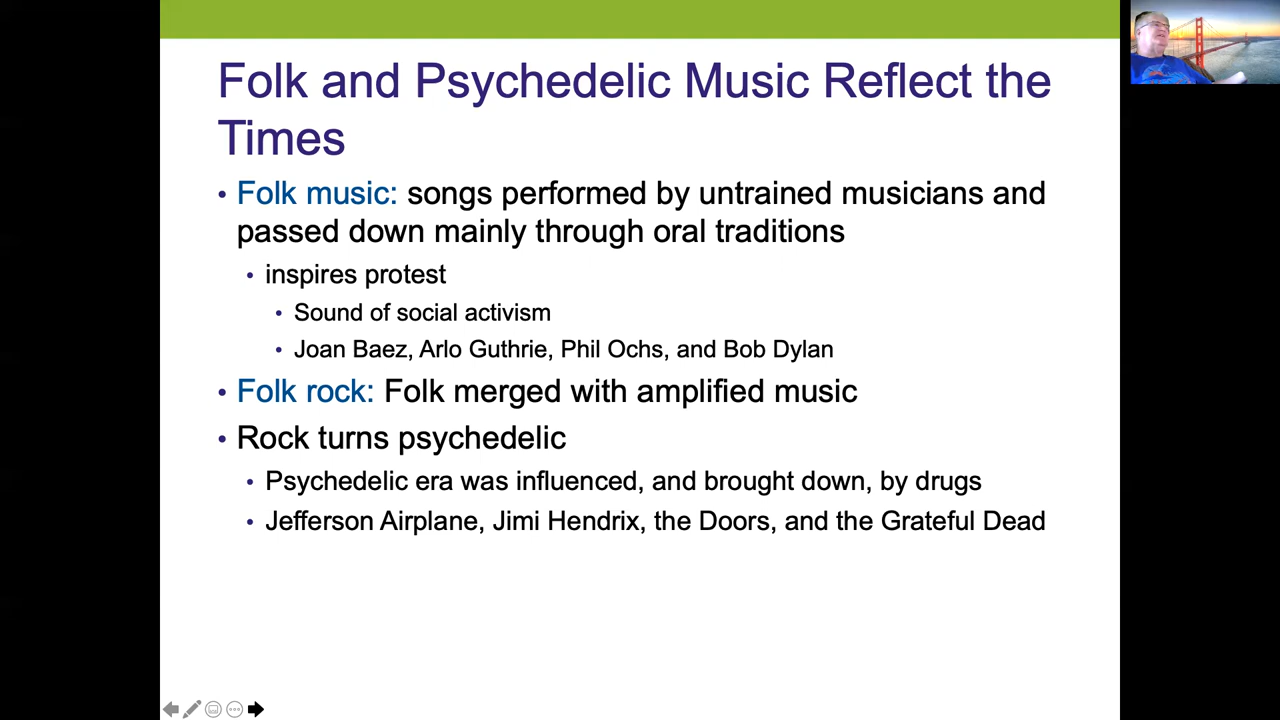 Folk and Psychedelic Music Reflect the
Times
• Folk music: songs performed by untrained musicians and
passed down mainly through oral traditions
• inspires protest
• Sound of social activism
• Joan Baez, Arlo Guthrie, Phil Ochs, and Bob Dylan
• Folk rock: Folk merged with amplified music
• Rock turns psychedelic
• Psychedelic era was influenced, and brought down, by drugs
• Jefferson Airplane, Jimi Hendrix, the Doors, and the Grateful Dead